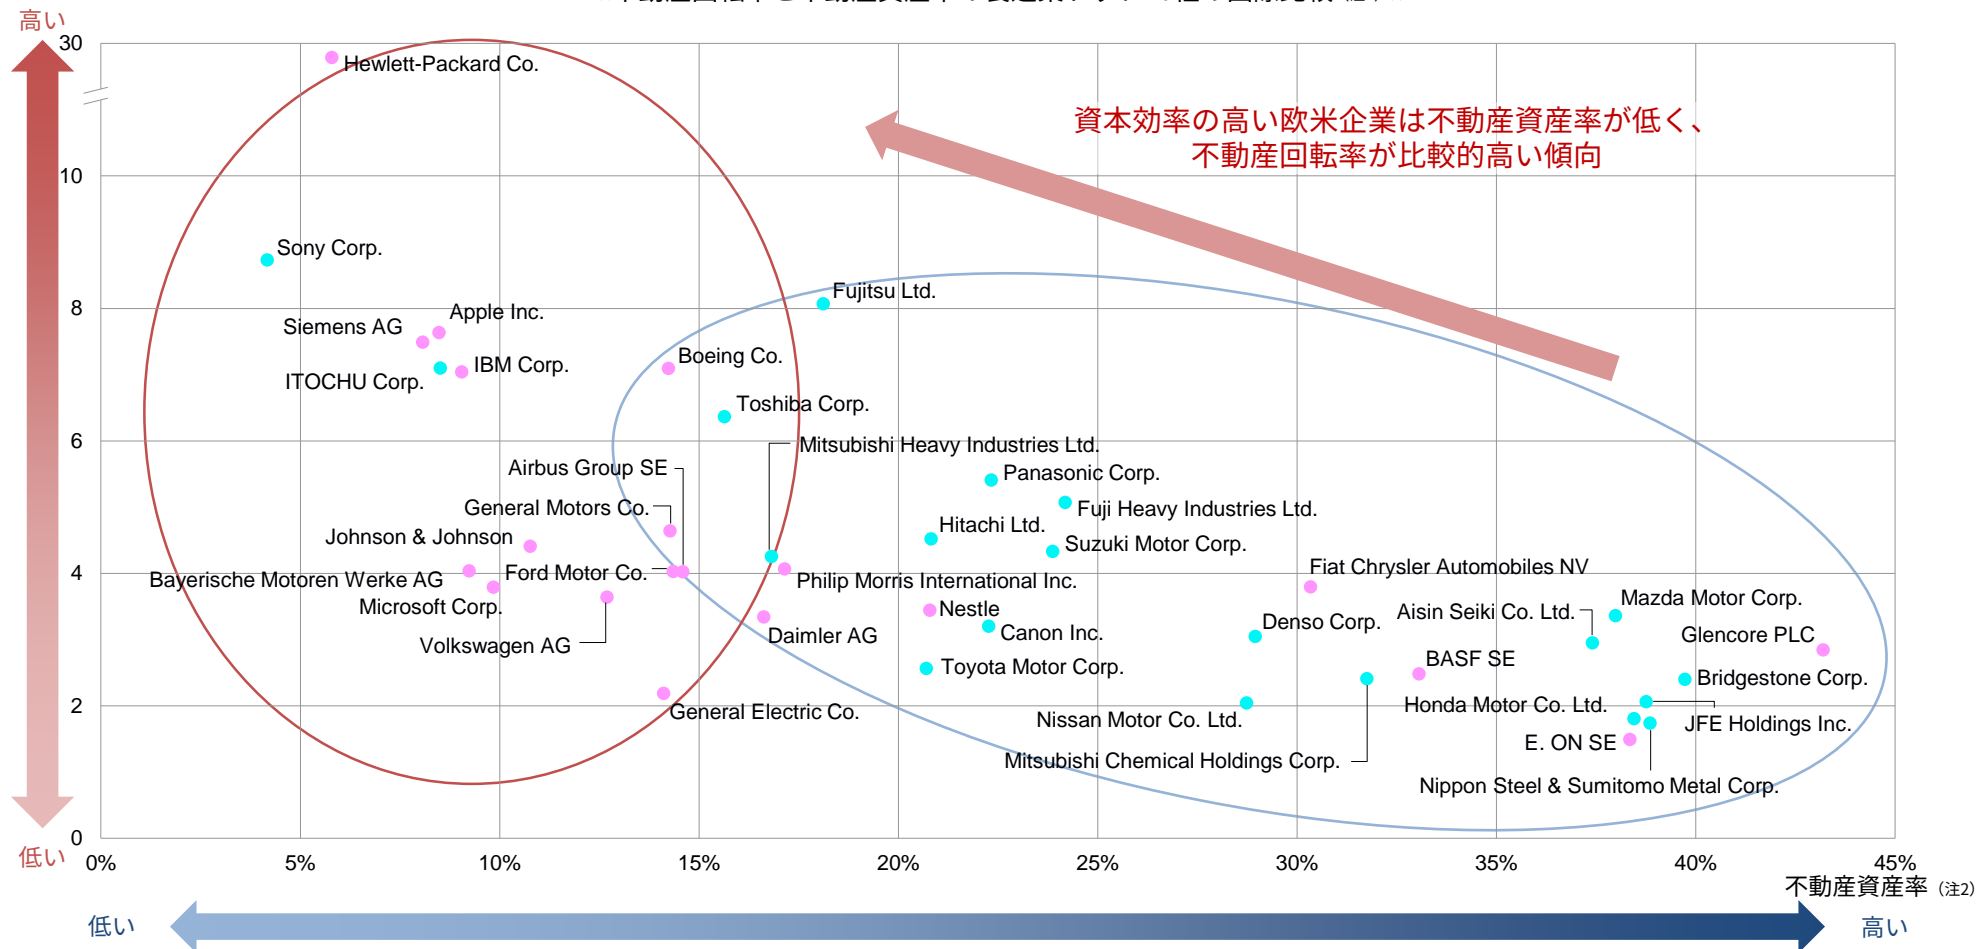 高い
30
Hewlett-Packard Co.
資本効率の高い欧米企業は不動産資産率が低く、
不動産回転率が比較的高い傾向
10
Sony Corp.
Fujitsu Ltd.
8
Apple Inc.
Siemens AG
Boeing Co.
IBM Corp.
ITOCHU Corp.
Toshiba Corp.
6
Mitsubishi Heavy Industries Ltd.
Airbus Group SE
Panasonic Corp.
General Motors Co.
Fuji Heavy Industries Ltd.
Hitachi Ltd.
Johnson & Johnson
Suzuki Motor Corp.
Fiat Chrysler Automobiles NV
4
Bayerische Motoren Werke AG
Ford Motor Co.
Philip Morris International Inc.
Mazda Motor Corp.
Microsoft Corp.
Nestle
Aisin Seiki Co. Ltd.
Denso Corp.
Canon Inc.
Daimler AG
Glencore PLC
Volkswagen AG
BASF SE
Toyota Motor Corp.
Bridgestone Corp.
2
General Electric Co.
Honda Motor Co. Ltd.
Nissan Motor Co. Ltd.
JFE Holdings Inc.
E. ON SE
Mitsubishi Chemical Holdings Corp.
Nippon Steel & Sumitomo Metal Corp.
0
低い
0% 5% 10% 15% 20% 25% 30% 35% 40% 45%
不動産資産率（注2）
低い
高い